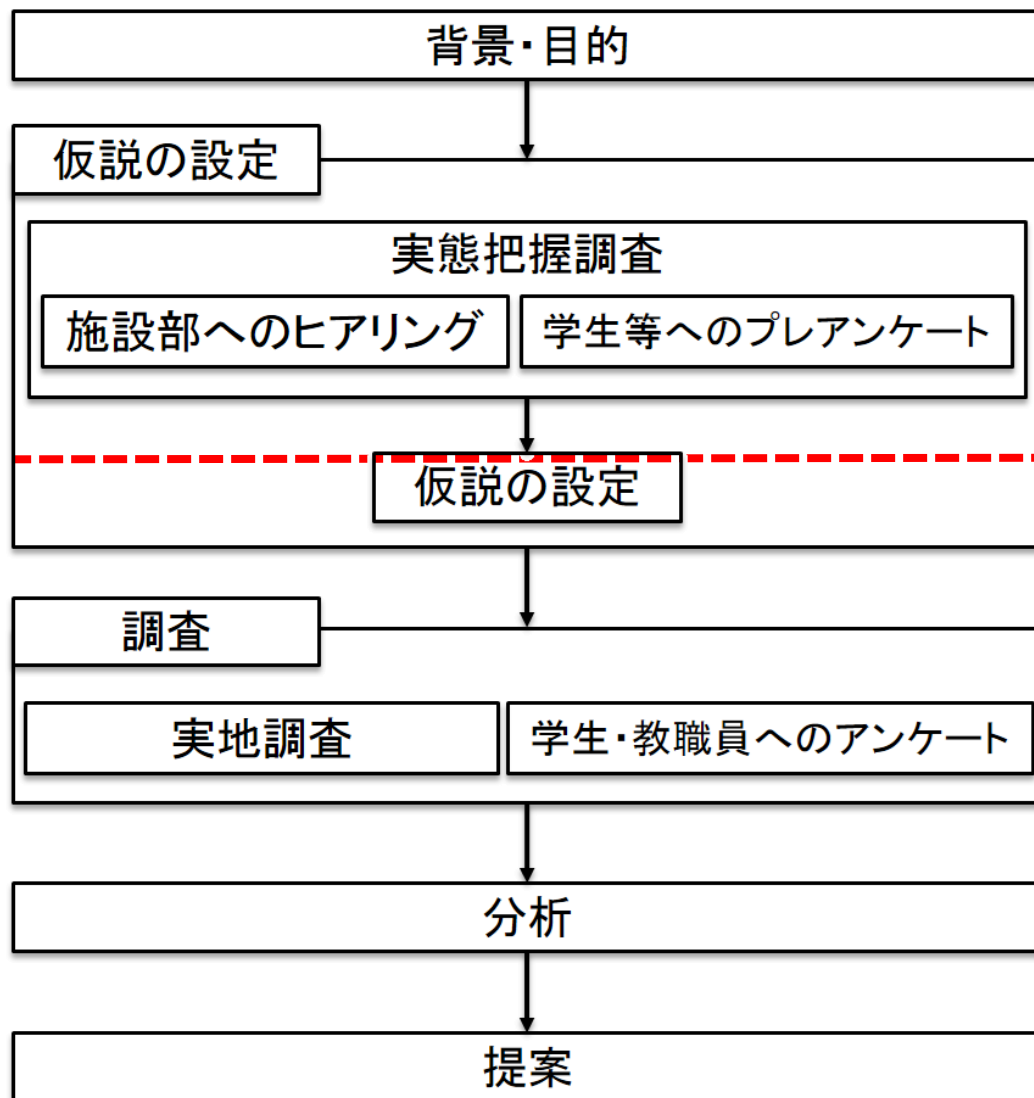 背景・目的
仮説の設定
実態把握調査
施設部へのヒアリング
学生等へのプレアンケート
仮説の設定
調査
実地調査
学生・教職員へのアンケート
分析
提案